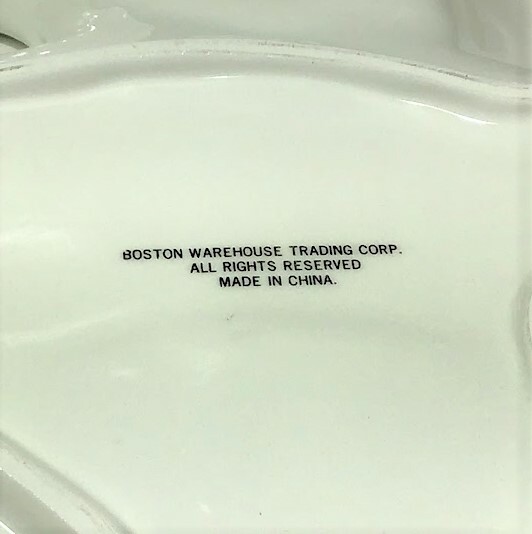 BOSTON WAREHOUSE TRADING CORP.
ALL RIGHTS RESERVED
MADE IN CHINA.